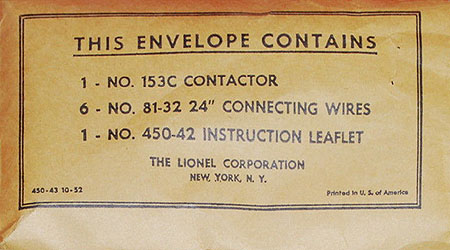 THIS ENVELOPE CONTAINS
1 - NO. 153C CONTACTOR
6 - NO. 81-32 24" CONNECTING WIRES
1 - NO. 450-42 INSTRUCTION LEAFLET
THE LIONEL CORPORATION
NEW YORK, N. Y.
450-43 10-52 Printed in U. S. of America